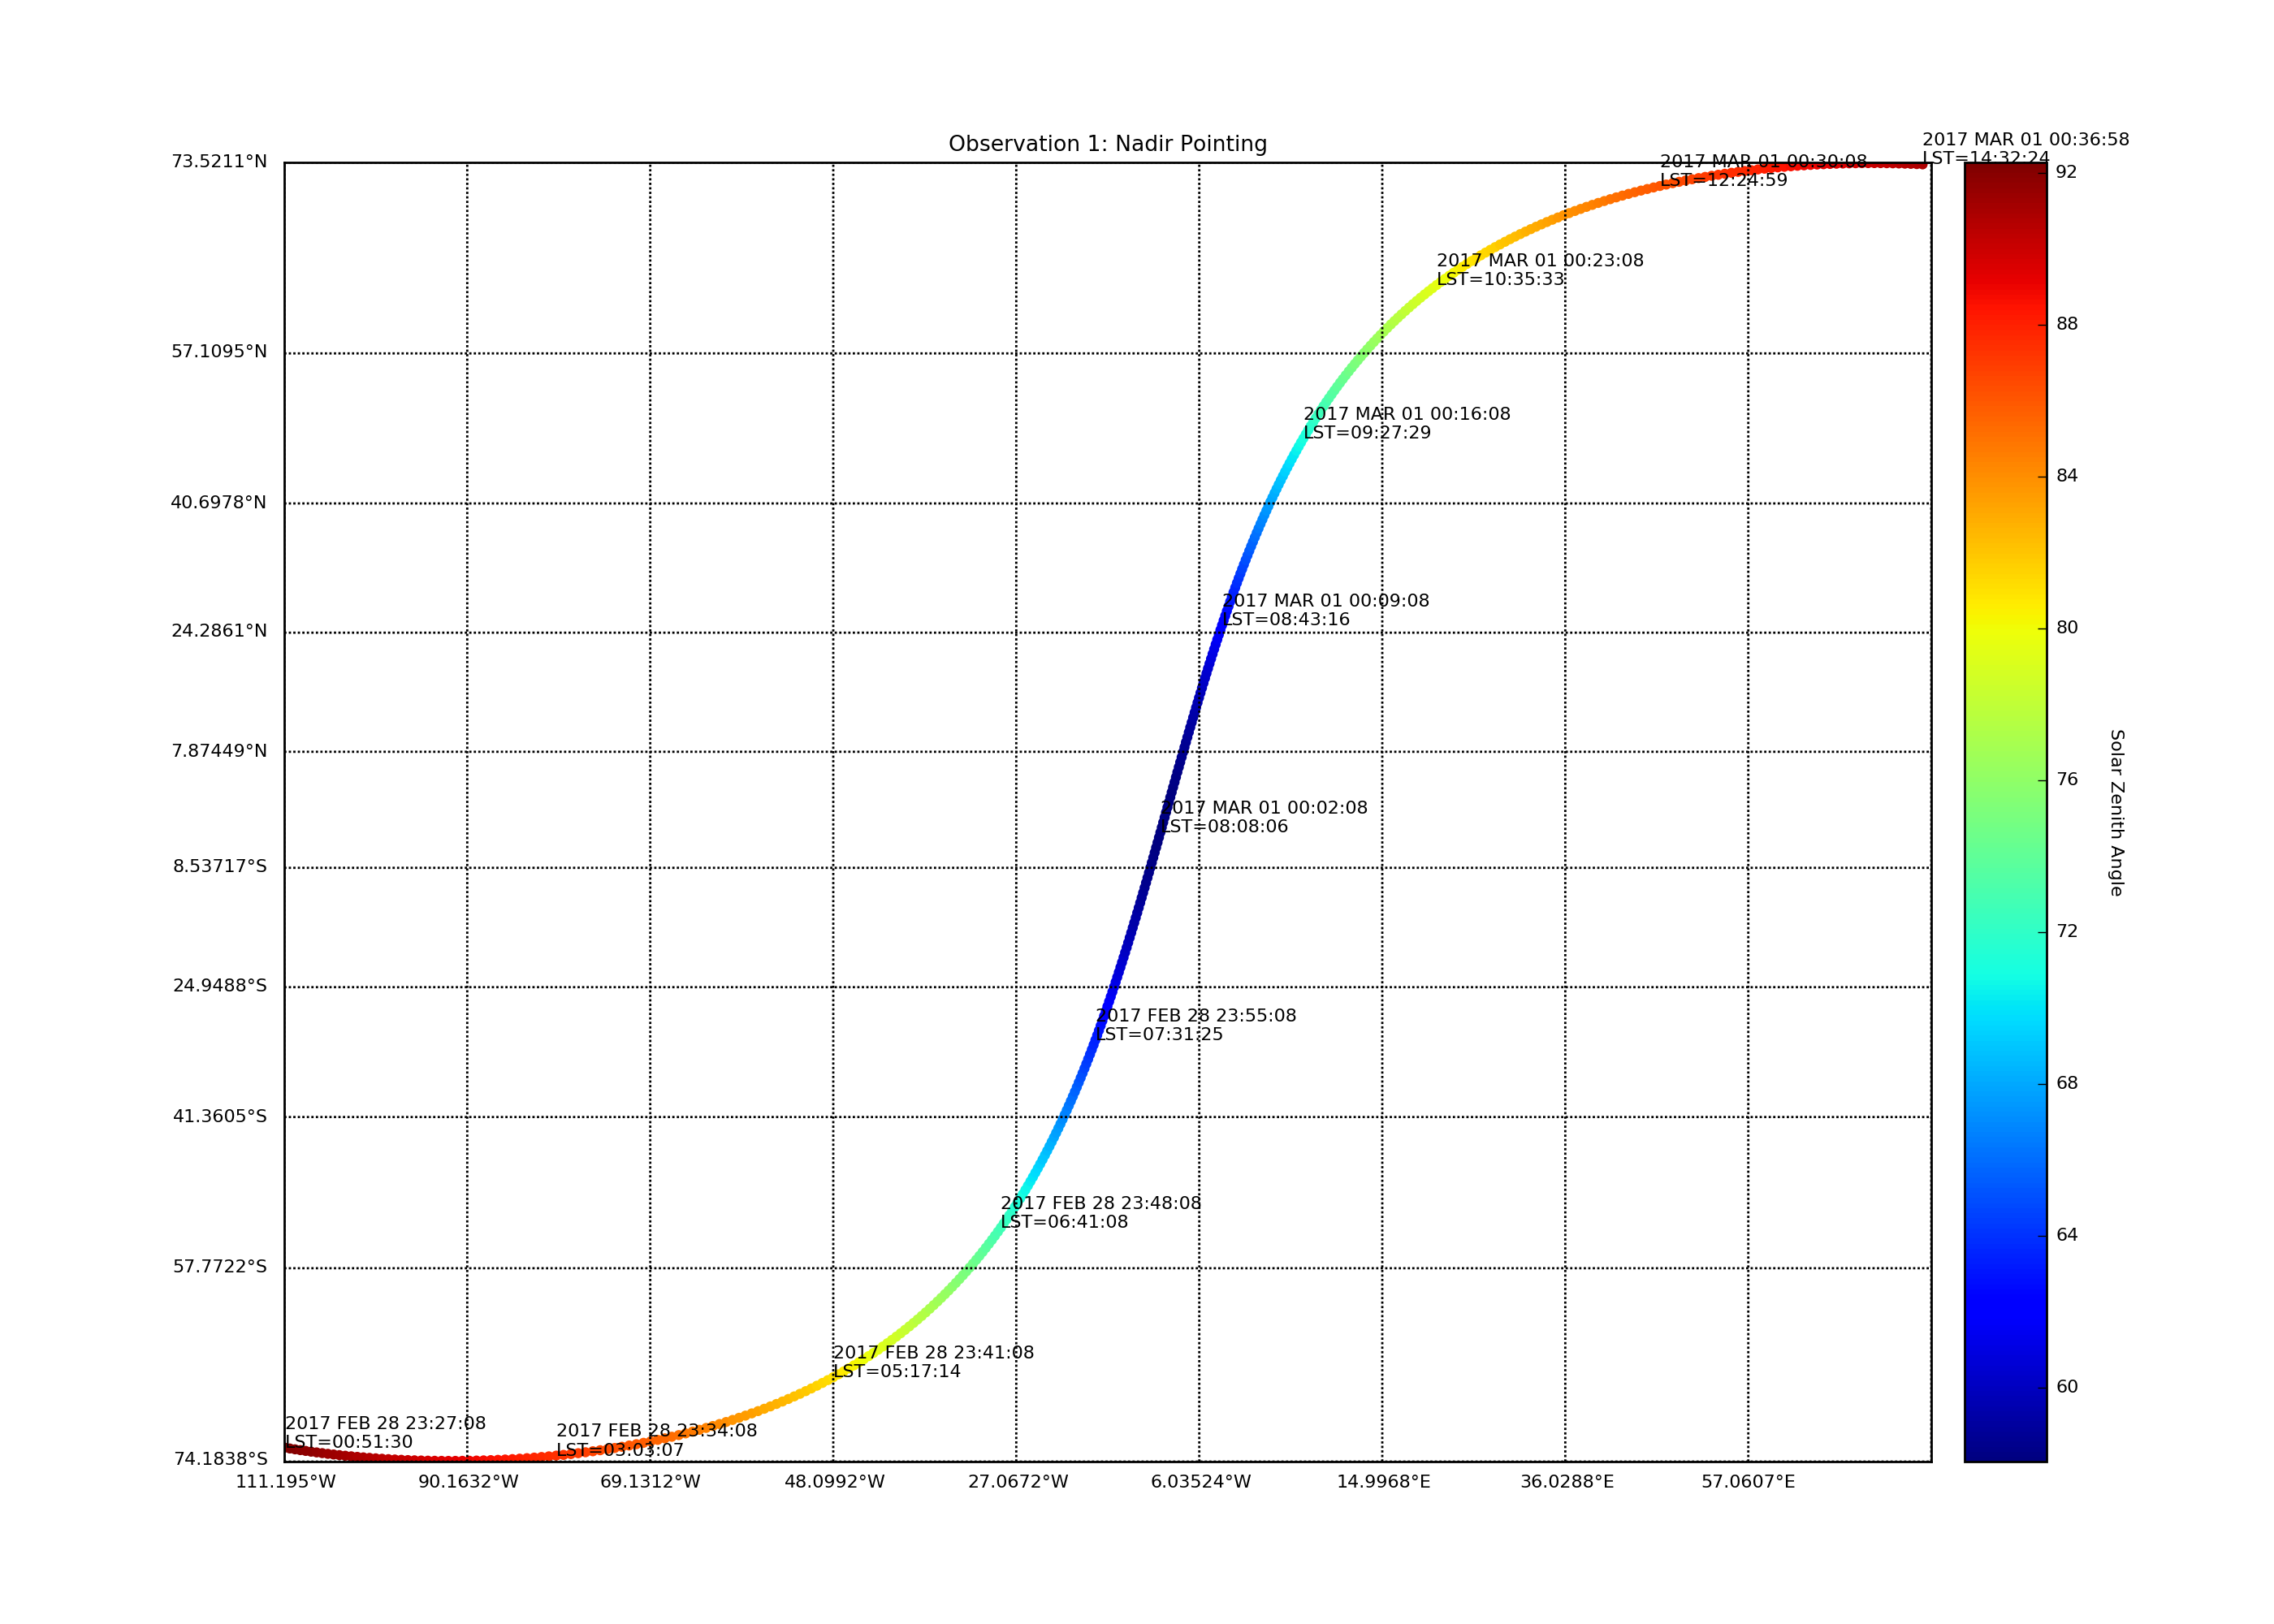 Observation 1: Nadir Pointing
2017 MAR 01 00:36:58
LST=14:32:24
2017 MAR 01 00:30:08
LST=12:24:59
2017 MAR 01 00:23:08
LST=10:35:33
2017 MAR 01 00:16:08
LST=09:27:29
2017 MAR 01 00:09:08
LST=08:43:16
2017 MAR 01 00:02:08
LST=08:08:06
2017 FEB 28 23:55:08
LST=07:31:25
2017 FEB 28 23:48:08
LST=06:41:08
2017 FEB 28 23:41:08
LST=05:17:14
2017 FEB 28 23:34:08
LST=03:03:07
2017 FEB 28 23:27:08
LST=00:51:30
73.5211°N
57.1095°N
40.6978°N
24.2861°N
7.87449°N
8.53717°S
24.9488°S
41.3605°S
57.7722°S
74.1838°S
111.195°W
90.1632°W
69.1312°W
48.0992°W
27.0672°W
6.03524°W
14.9968°E
36.0288°E
57.0607°E
92
88
84
80
76
72
68
64
60
Solar Zenith Angle